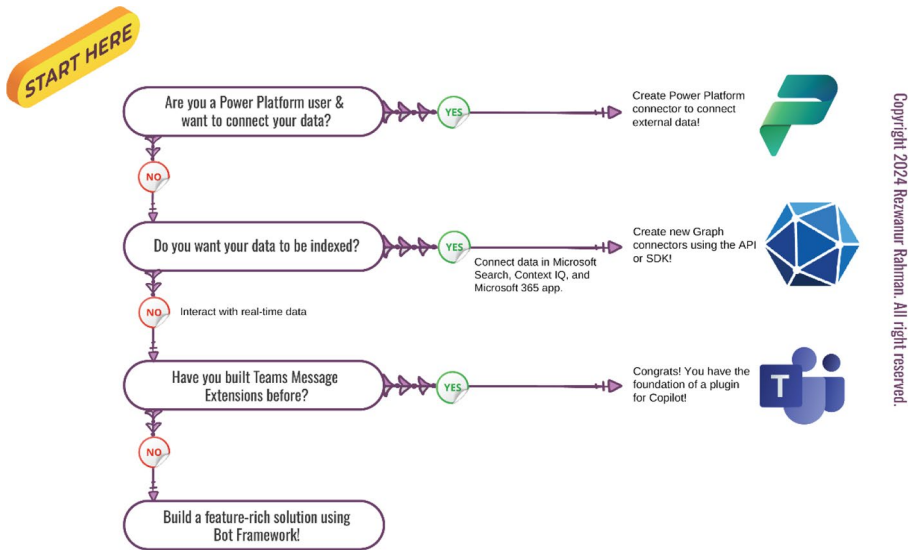 START HERE
Are you a Power Platform user &
want to connect your data?
YES
Create Power Platform
connector to connect
external data!
NO
Do you want your data to be indexed?
YES
Connect data in Microsoft
Search, Context IQ, and
Microsoft 365 app.
Create new Graph
connectors using the API
or SDK!
NO
Interact with real-time data
Have you built Teams Message
Extensions before?
YES
Congrats! You have the
foundation of a plugin
for Copilot!
T
NO
Build a feature-rich solution using
Bot Framework!
Copyright 2024 Rezwanur Rahman. All right reserved.